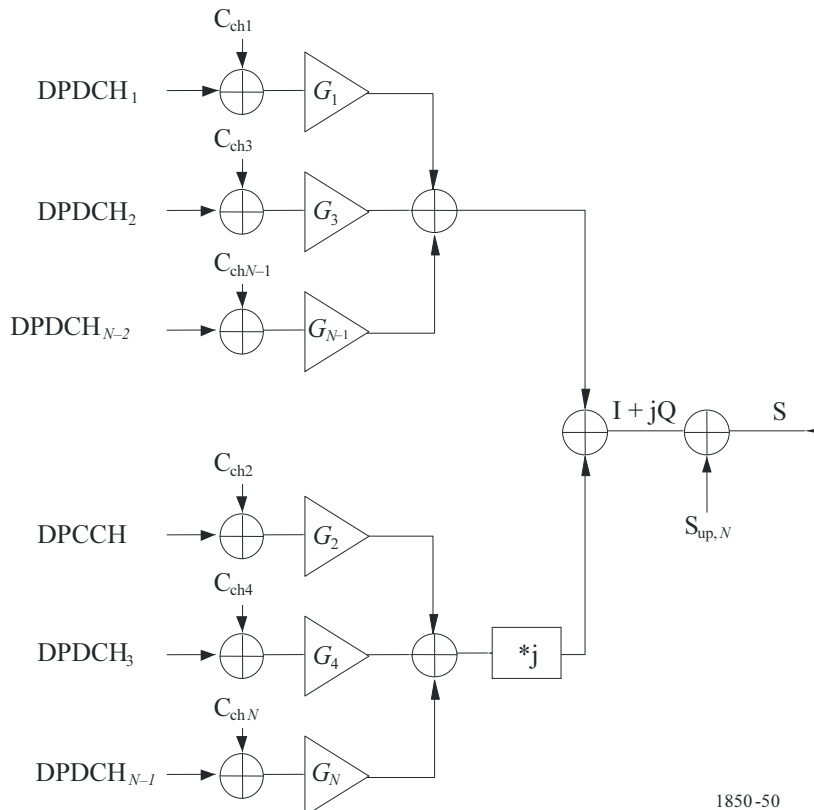 C_ch1
DPDCH_1
G_1
C_ch3
DPDCH_2
G_3
C_chN–1
DPDCH_N–2
G_N–1
I + jQ
S
S_up, N
C_ch2
DPCCH
G_2
C_ch4
DPDCH_3
G_4
*j
C_chN
DPDCH_N–1
G_N
1850-50